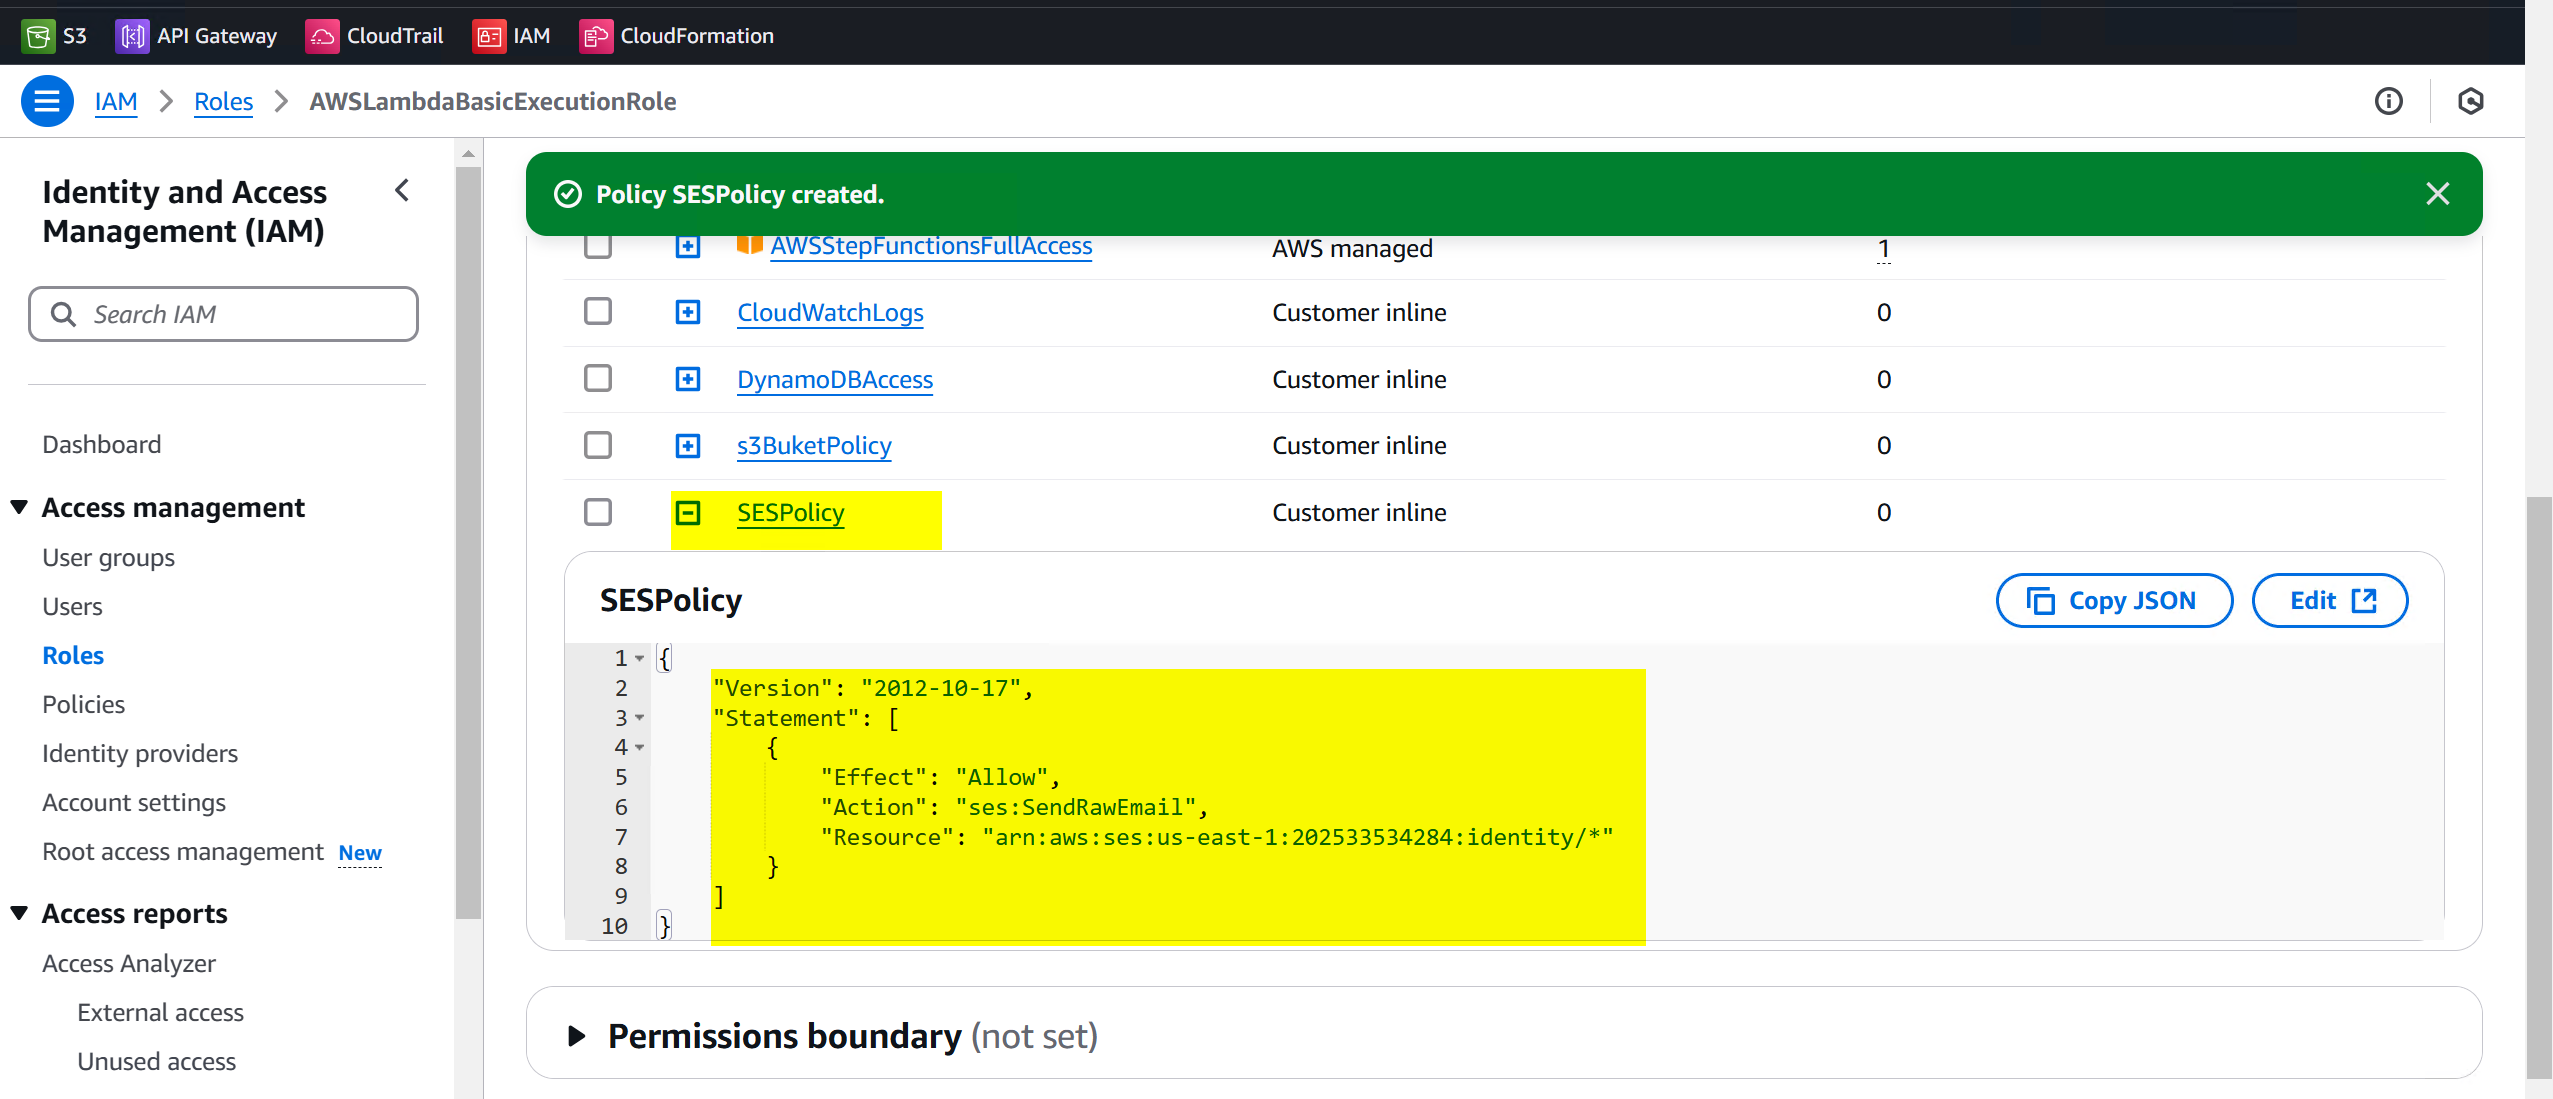 S3 API Gateway CloudTrail IAM CloudFormation
IAM > Roles > AWSLambdaBasicExecutionRole
Identity and Access
Management (IAM)
Search IAM
Dashboard
Access management
User groups
Users
Roles
Policies
Identity providers
Account settings
Root access management New
Access reports
Access Analyzer
External access
Unused access
Policy SESPolicy created.
AWSStepFunctionsFullAccess AWS managed 1
CloudWatchLogs Customer inline 0
DynamoDBAccess Customer inline 0
s3BuketPolicy Customer inline 0
SESPolicy Customer inline 0
SESPolicy Copy JSON Edit
1 {
2 "Version": "2012-10-17",
3 "Statement": [
4 {
5 "Effect": "Allow",
6 "Action": "ses:SendRawEmail",
7 "Resource": "arn:aws:ses:us-east-1:202533534284:identity/*"
8 }
9 ]
10 }
Permissions boundary (not set)